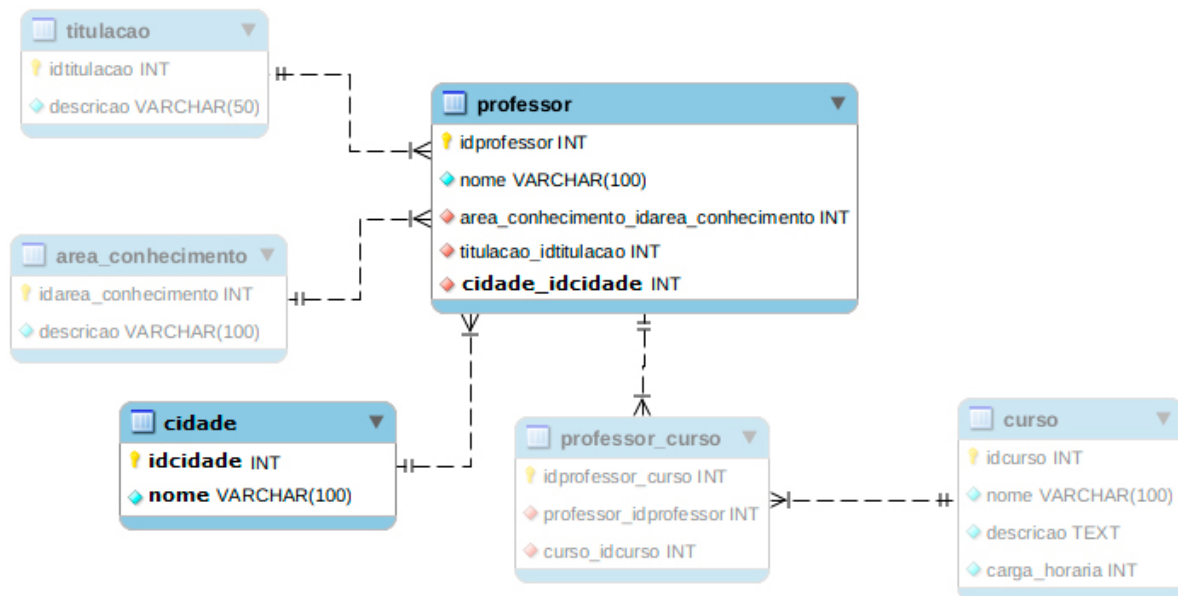 titulacao
idtitulacao INT
descricao VARCHAR(50)
professor
idprofessor INT
nome VARCHAR(100)
area_conhecimento_idarea_conhecimento INT
titulacao_idtitulacao INT
cidade_idcidade INT
area_conhecimento
idarea_conhecimento INT
descricao VARCHAR(100)
cidade
idcidade INT
nome VARCHAR(100)
professor_curso
idprofessor_curso INT
professor_idprofessor INT
curso_idcurso INT
curso
idcurso INT
nome VARCHAR(100)
descricao TEXT
carga_horaria INT